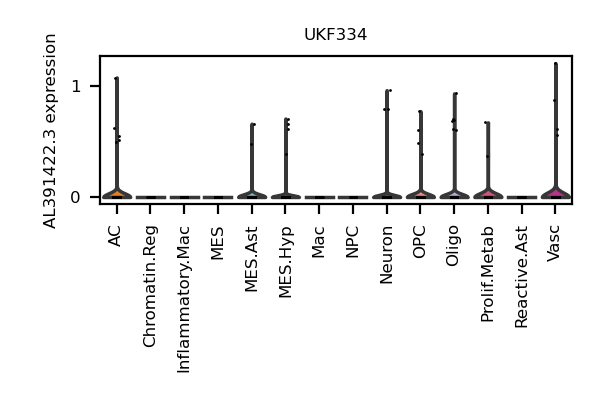 UKF334
AL391422.3 expression
1
0
AC
Chromatin.Reg
Inflammatory.Mac
MES
MES.Ast
MES.Hyp
Mac
NPC
Neuron
OPC
Oligo
Prolif.Metab
Reactive.Ast
Vasc